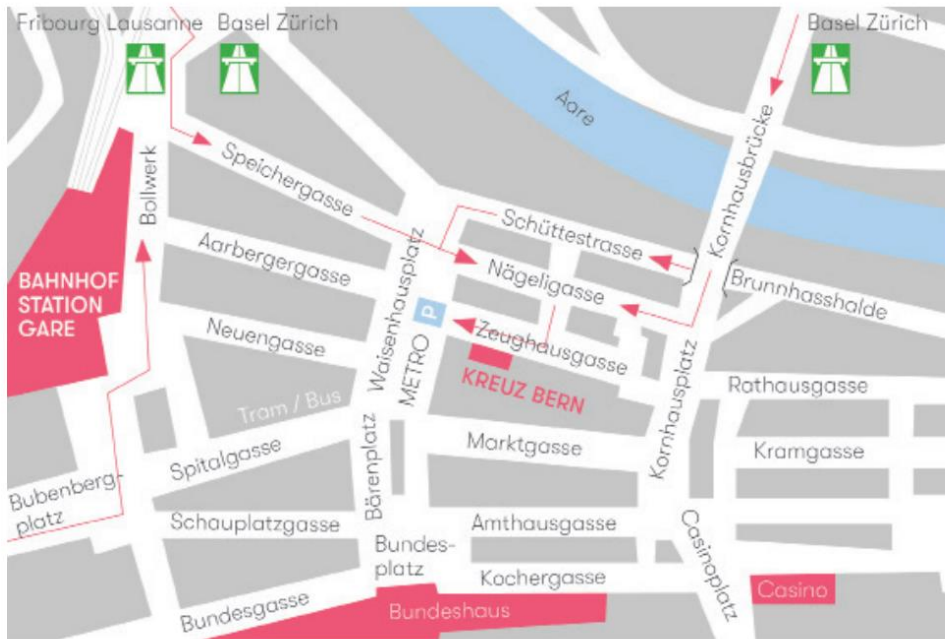 Fribourg Lausanne
Basel Zürich
Basel Zürich
Aare
Kornhausbrücke
Speichergasse
Bollwerk
Schüttestrasse
Aarbergergasse
Nägeligasse
Brunnhasshalde
BAHNHOF
STATION
GARE
Waisenhausplatz
METRO
P
Neuengasse
Zeughausgasse
KREUZ BERN
Kornhausplatz
Rathausgasse
Tram / Bus
Marktgasse
Kramgasse
Spitalgasse
Bärenplatz
Bubenberg-
platz
Schauplatzgasse
Amthausgasse
Casinoplatz
Bundes-
platz
Kochergasse
Casino
Bundesgasse
Bundeshaus